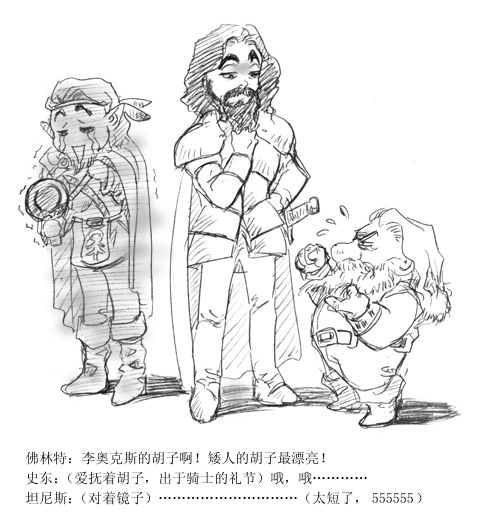 佛林特：李奥克斯的胡子啊！矮人的胡子最漂亮！
史东：（爱抚着胡子，出于骑士的礼节）哦，哦…………
坦尼斯：（对着镜子）…………………………（太短了，555555）